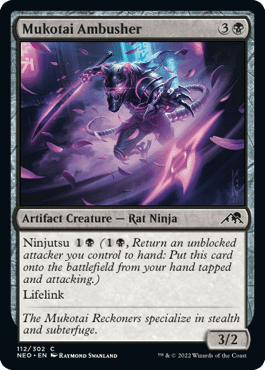 Mukotai Ambusher 3
Artifact Creature — Rat Ninja
Ninjutsu 1 (1, Return an unblocked
attacker you control to hand: Put this card
onto the battlefield from your hand tapped
and attacking.)
Lifelink
The Mukotai Reckoners specialize in stealth
and subterfuge.
3/2
112/302 C
NEO • EN Raymond Swanland
™ & © 2022 Wizards of the Coast